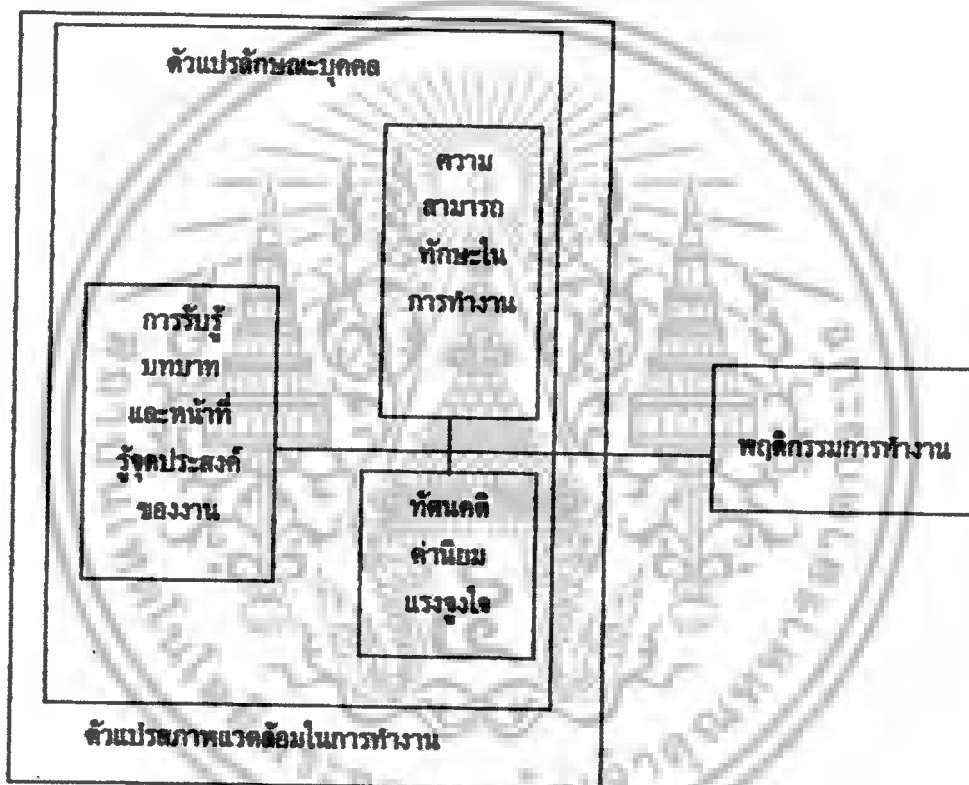 ตัวแปรลักษณะบุคคล
ความ
สามารถ
ทักษะใน
การทำงาน
การรับรู้
บทบาท
และหน้าที่
รู้จุดประสงค์
ของงาน
ทัศนคติ
ค่านิยม
แรงจูงใจ
พฤติกรรมการทำงาน
ตัวแปรสภาพแวดล้อมในการทำงาน